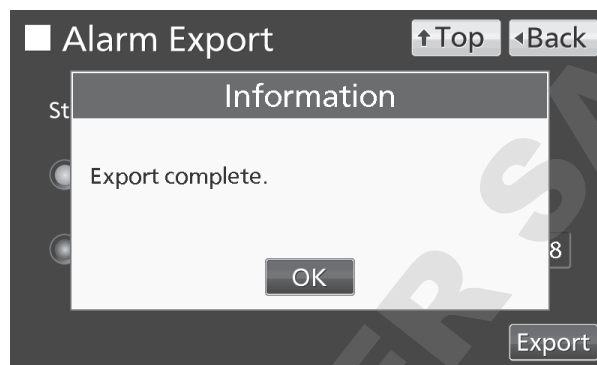 Alarm Export
↑Top
◂Back
St
Information
Export complete.
8
OK
Export